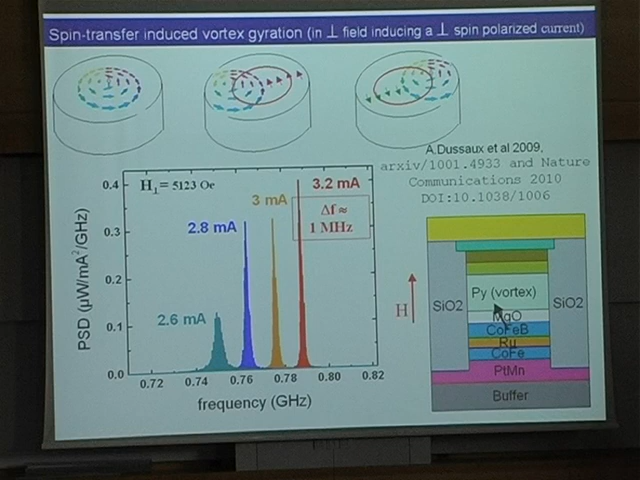 Spin-transfer induced vortex gyration (in ⊥ field inducing a ⊥ spin polarized current)
A.Dussaux et al 2009,
arxiv/1001.4933 and Nature
Communications 2010
DOI:10.1038/1006
H⊥= 5123 Oe
3.2 mA
3 mA
Δf ≈
1 MHz
2.8 mA
2.6 mA
PSD (μW/mA²/GHz)
0.4
0.3
0.2
0.1
0.0
0.72 0.74 0.76 0.78 0.80 0.82
frequency (GHz)
H
SiO2
SiO2
Py (vortex)
MgO
CoFeB
Ru
CoFe
PtMn
Buffer